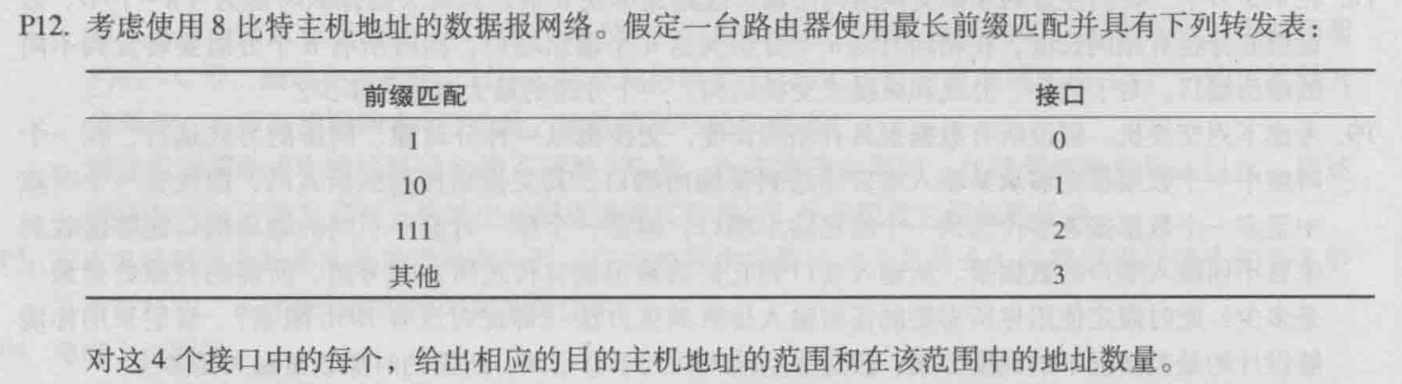 P12. 考虑使用8比特主机地址的数据报网络。假定一台路由器使用最长前缀匹配并具有下列转发表：
前缀匹配 接口
1 0
10 1
111 2
其他 3
对这4个接口中的每个，给出相应的目的主机地址的范围和在该范围中的地址数量。